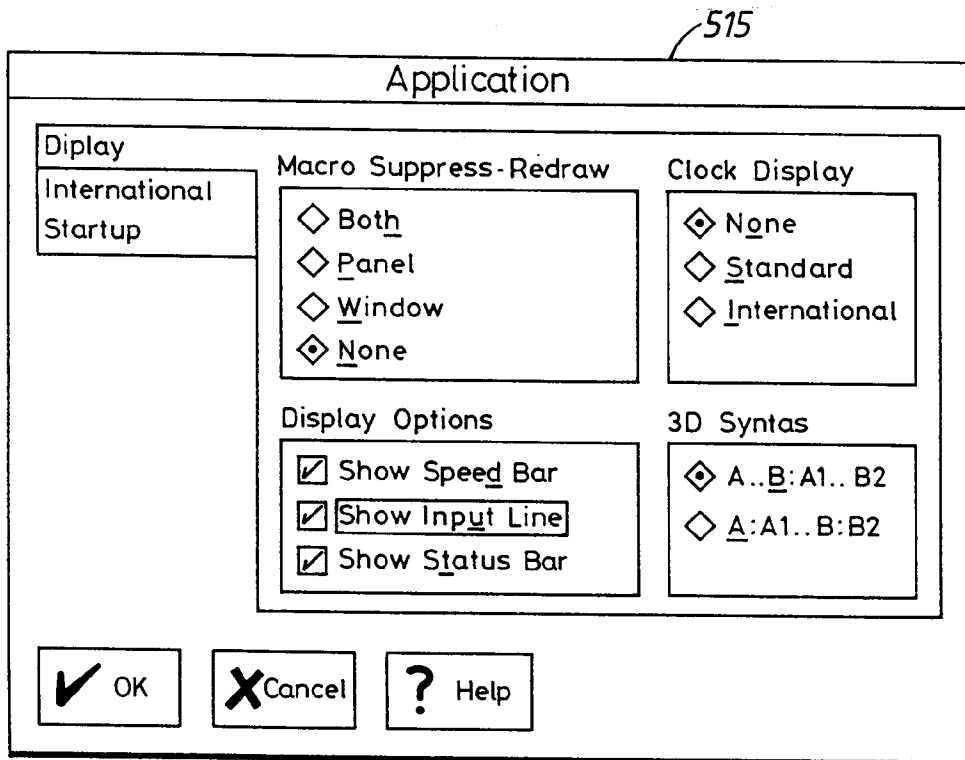 515
Application
Diplay
International
Startup
Macro Suppress-Redraw
Both
Panel
Window
None
Clock Display
None
Standard
International
Display Options
Show Speed Bar
Show Input Line
Show Status Bar
3D Syntas
A..B:A1..B2
A:A1..B:B2
OK
Cancel
? Help